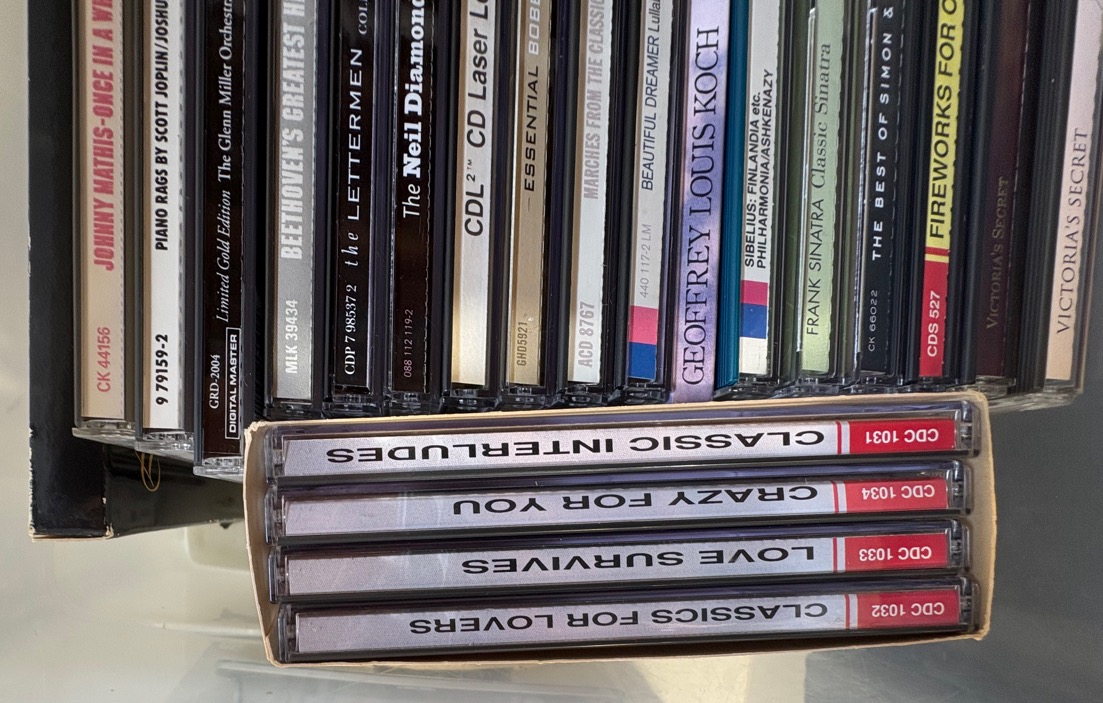 CK 44156 JOHNNY MATHIS-ONCE IN A
9 79159-2 PIANO RAGS BY SCOTT JOPLIN/JOSHU
GRD-2004 Limited Gold Edition The Glenn Miller Orchestr
DIGITAL MASTER
MLK 39434 BEETHOVEN'S GREATEST H
CDP 7 98537 2 the LETTERMEN COL
088 112 119-2 The Neil Diamond
CDL2™ CD Laser L
GHD5921 ESSENTIAL BOBB
ACD 8767 MARCHES FROM THE CLASSIC
440 117-2 LM BEAUTIFUL DREAMER Lulla
GEOFFREY LOUIS KOCH
SIBELIUS: FINLANDIA etc.
PHILHARMONIA/ASHKENAZY
FRANK SINATRA Classic Sinatra
CK 66022 THE BEST OF SIMON &
CDS 527 FIREWORKS FOR O
VICTORIA'S SECRET
VICTORIA'S SECRET
CDC 1031 CLASSIC INTERLUDES
CDC 1034 CRAZY FOR YOU
CDC 1033 LOVE SURVIVES
CDC 1032 CLASSICS FOR LOVERS